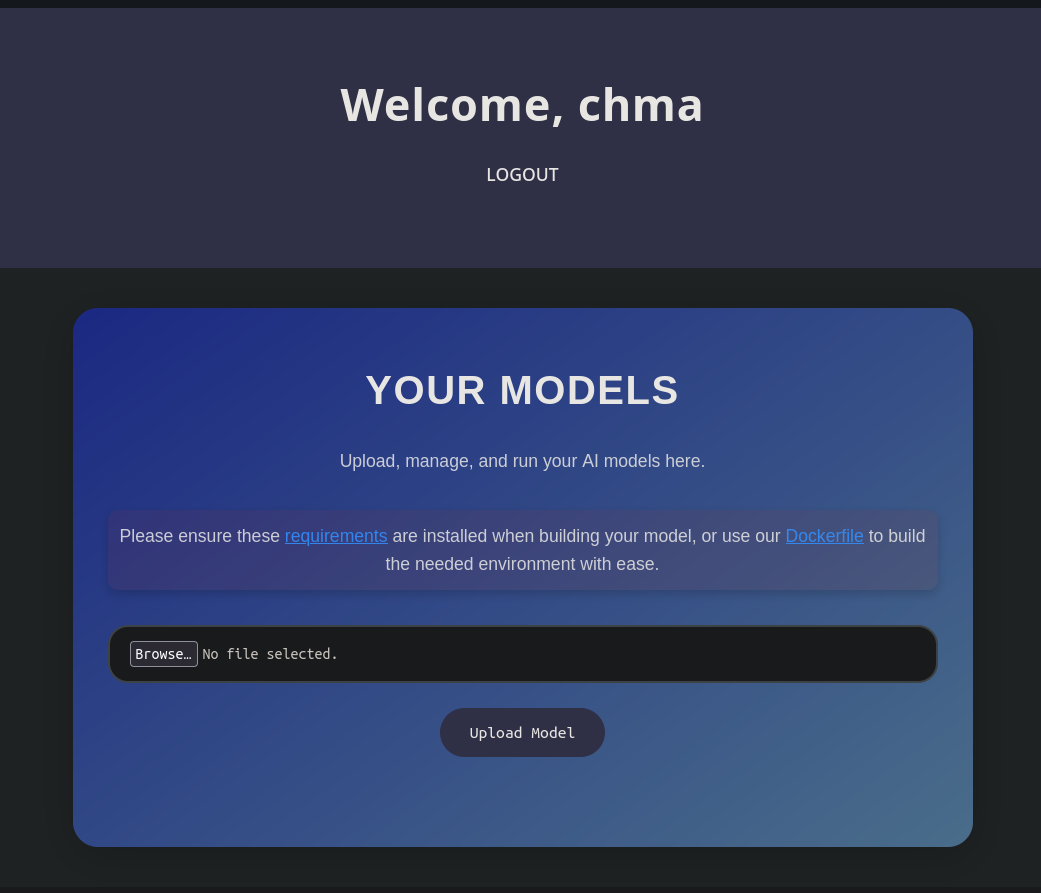 Welcome, chma
LOGOUT
YOUR MODELS
Upload, manage, and run your AI models here.
Please ensure these requirements are installed when building your model, or use our Dockerfile to build
the needed environment with ease.
Browse… No file selected.
Upload Model